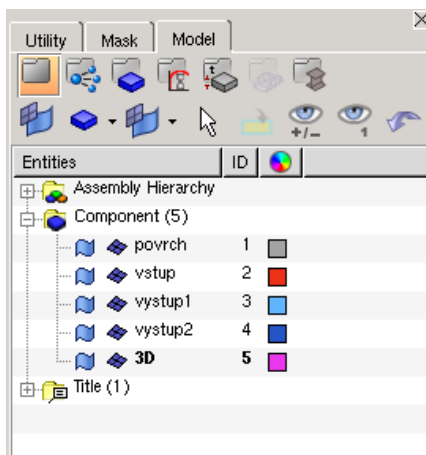 Utility Mask Model
t
+/- 1
Entities ID
Assembly Hierarchy
Component (5)
povrch 1
vstup 2
vystup1 3
vystup2 4
3D 5
Title (1)